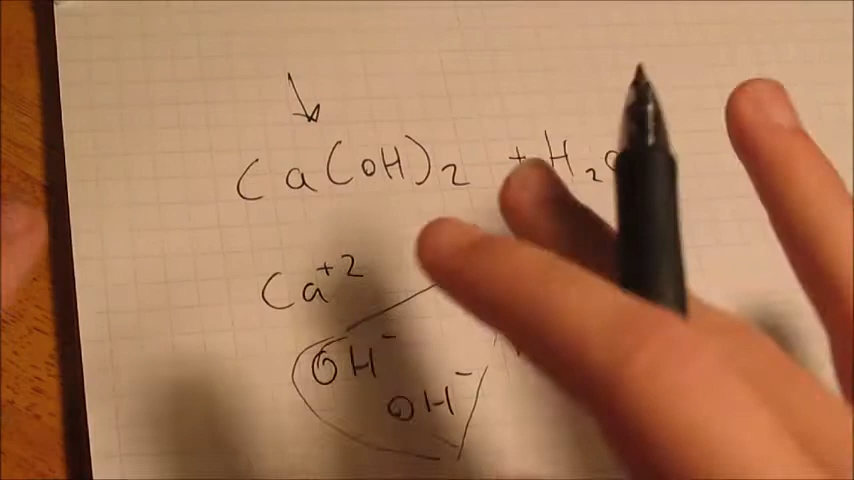 Ca(OH)2 + H2O
Ca+2
OH-
OH-